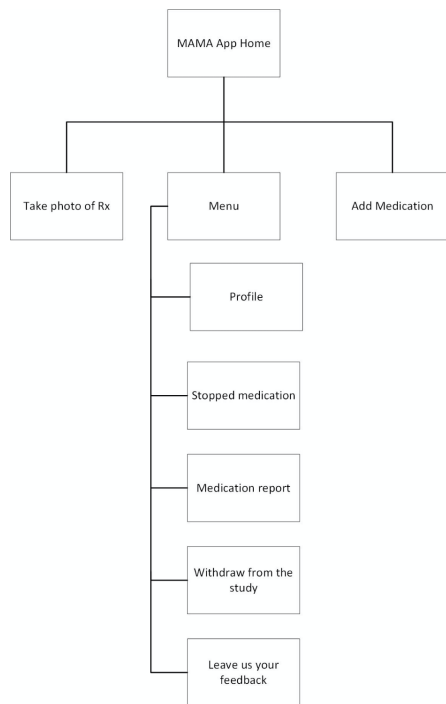 MAMA App Home
Take photo of Rx
Menu
Add Medication
Profile
Stopped medication
Medication report
Withdraw from the
study
Leave us your
feedback